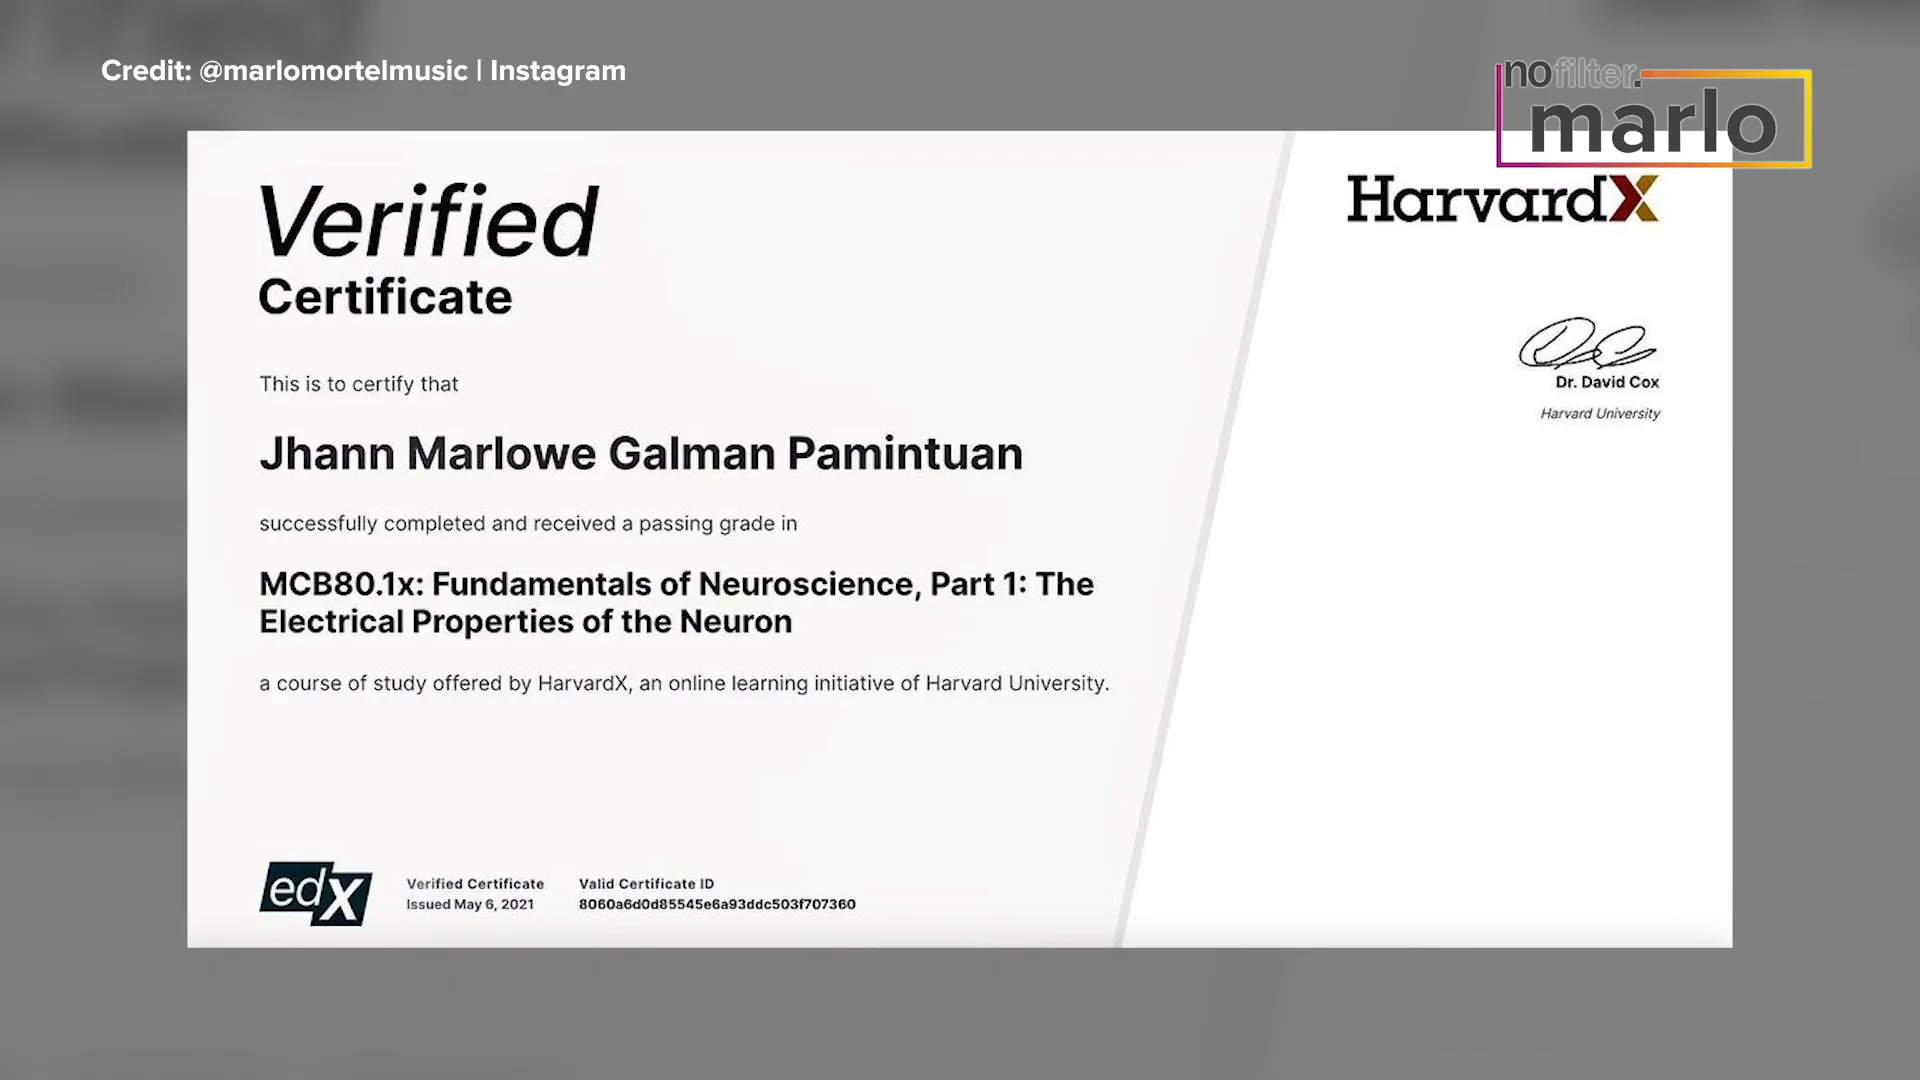 Credit: @marlomortelmusic | Instagram
nofilter.
marlo
Verified
Certificate
HarvardX
Dr. David Cox
Harvard University
This is to certify that
Jhann Marlowe Galman Pamintuan
successfully completed and received a passing grade in
MCB80.1x: Fundamentals of Neuroscience, Part 1: The
Electrical Properties of the Neuron
a course of study offered by HarvardX, an online learning initiative of Harvard University.
edX
Verified Certificate
Issued May 6, 2021
Valid Certificate ID
8060a6d0d85545e6a93ddc503f707360